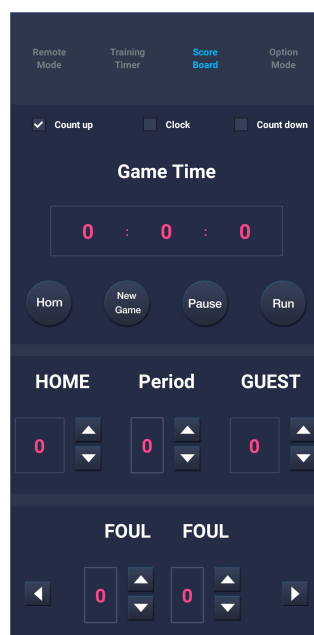 Remote Training Score Option
Mode Timer Board Mode
Count up Clock Count down
Game Time
0 : 0 : 0
Horn New Game Pause Run
HOME Period GUEST
0 0 0
FOUL FOUL
0 0